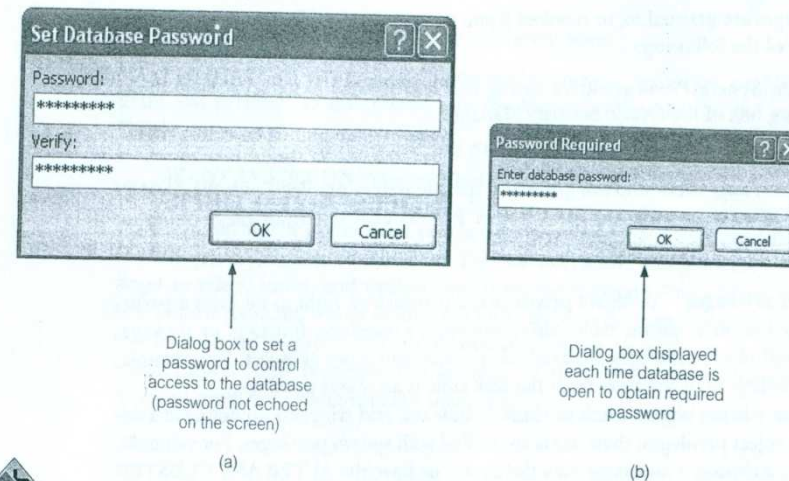 Set Database Password
Password:
*********
Verify:
*********
OK Cancel
Dialog box to set a
password to control
access to the database
(password not echoed
on the screen)
(a)
Password Required
Enter database password:
*********
OK Cancel
Dialog box displayed
each time database is
open to obtain required
password
(b)